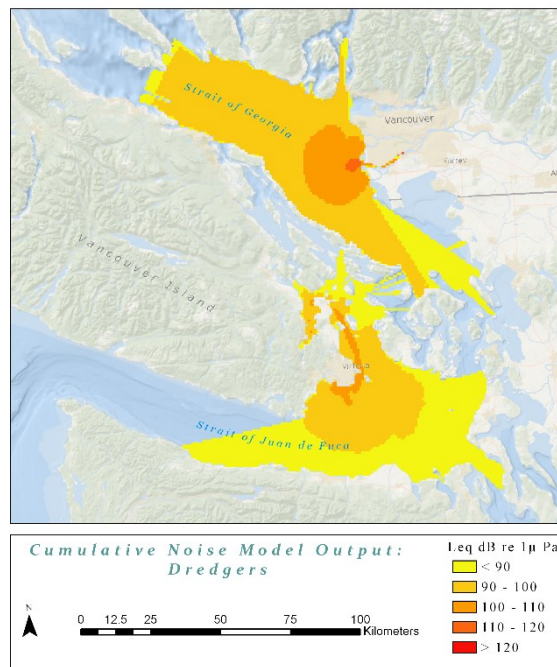 Strait of Georgia
Vancouver
Vancouver Island
Strait of Juan de Fuca
Cumulative Noise Model Output:
Dredgers
Leq dB re 1µ Pa
< 90
90 - 100
100 - 110
110 - 120
> 120
N
0 12.5 25 50 75 100
Kilometers